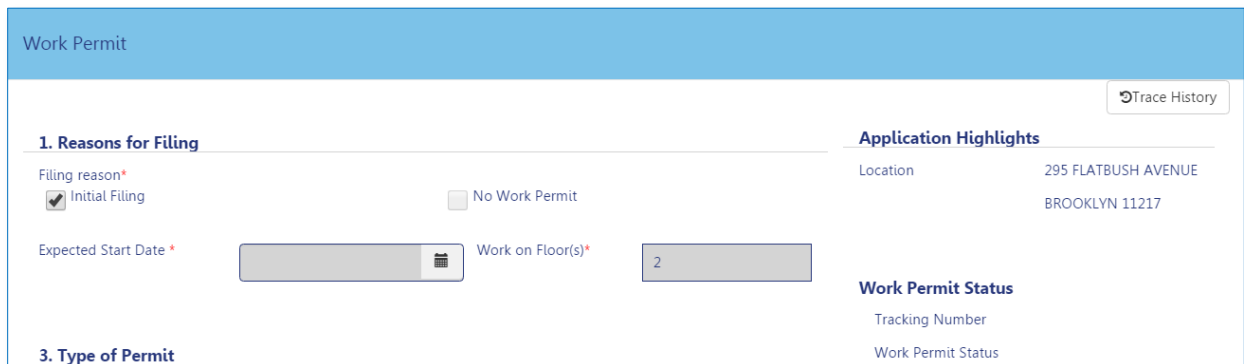 Work Permit
Trace History
1. Reasons for Filing
Filing reason*
Initial Filing
No Work Permit
Expected Start Date *
Work on Floor(s)*
2
3. Type of Permit
Application Highlights
Location
295 FLATBUSH AVENUE
BROOKLYN 11217
Work Permit Status
Tracking Number
Work Permit Status